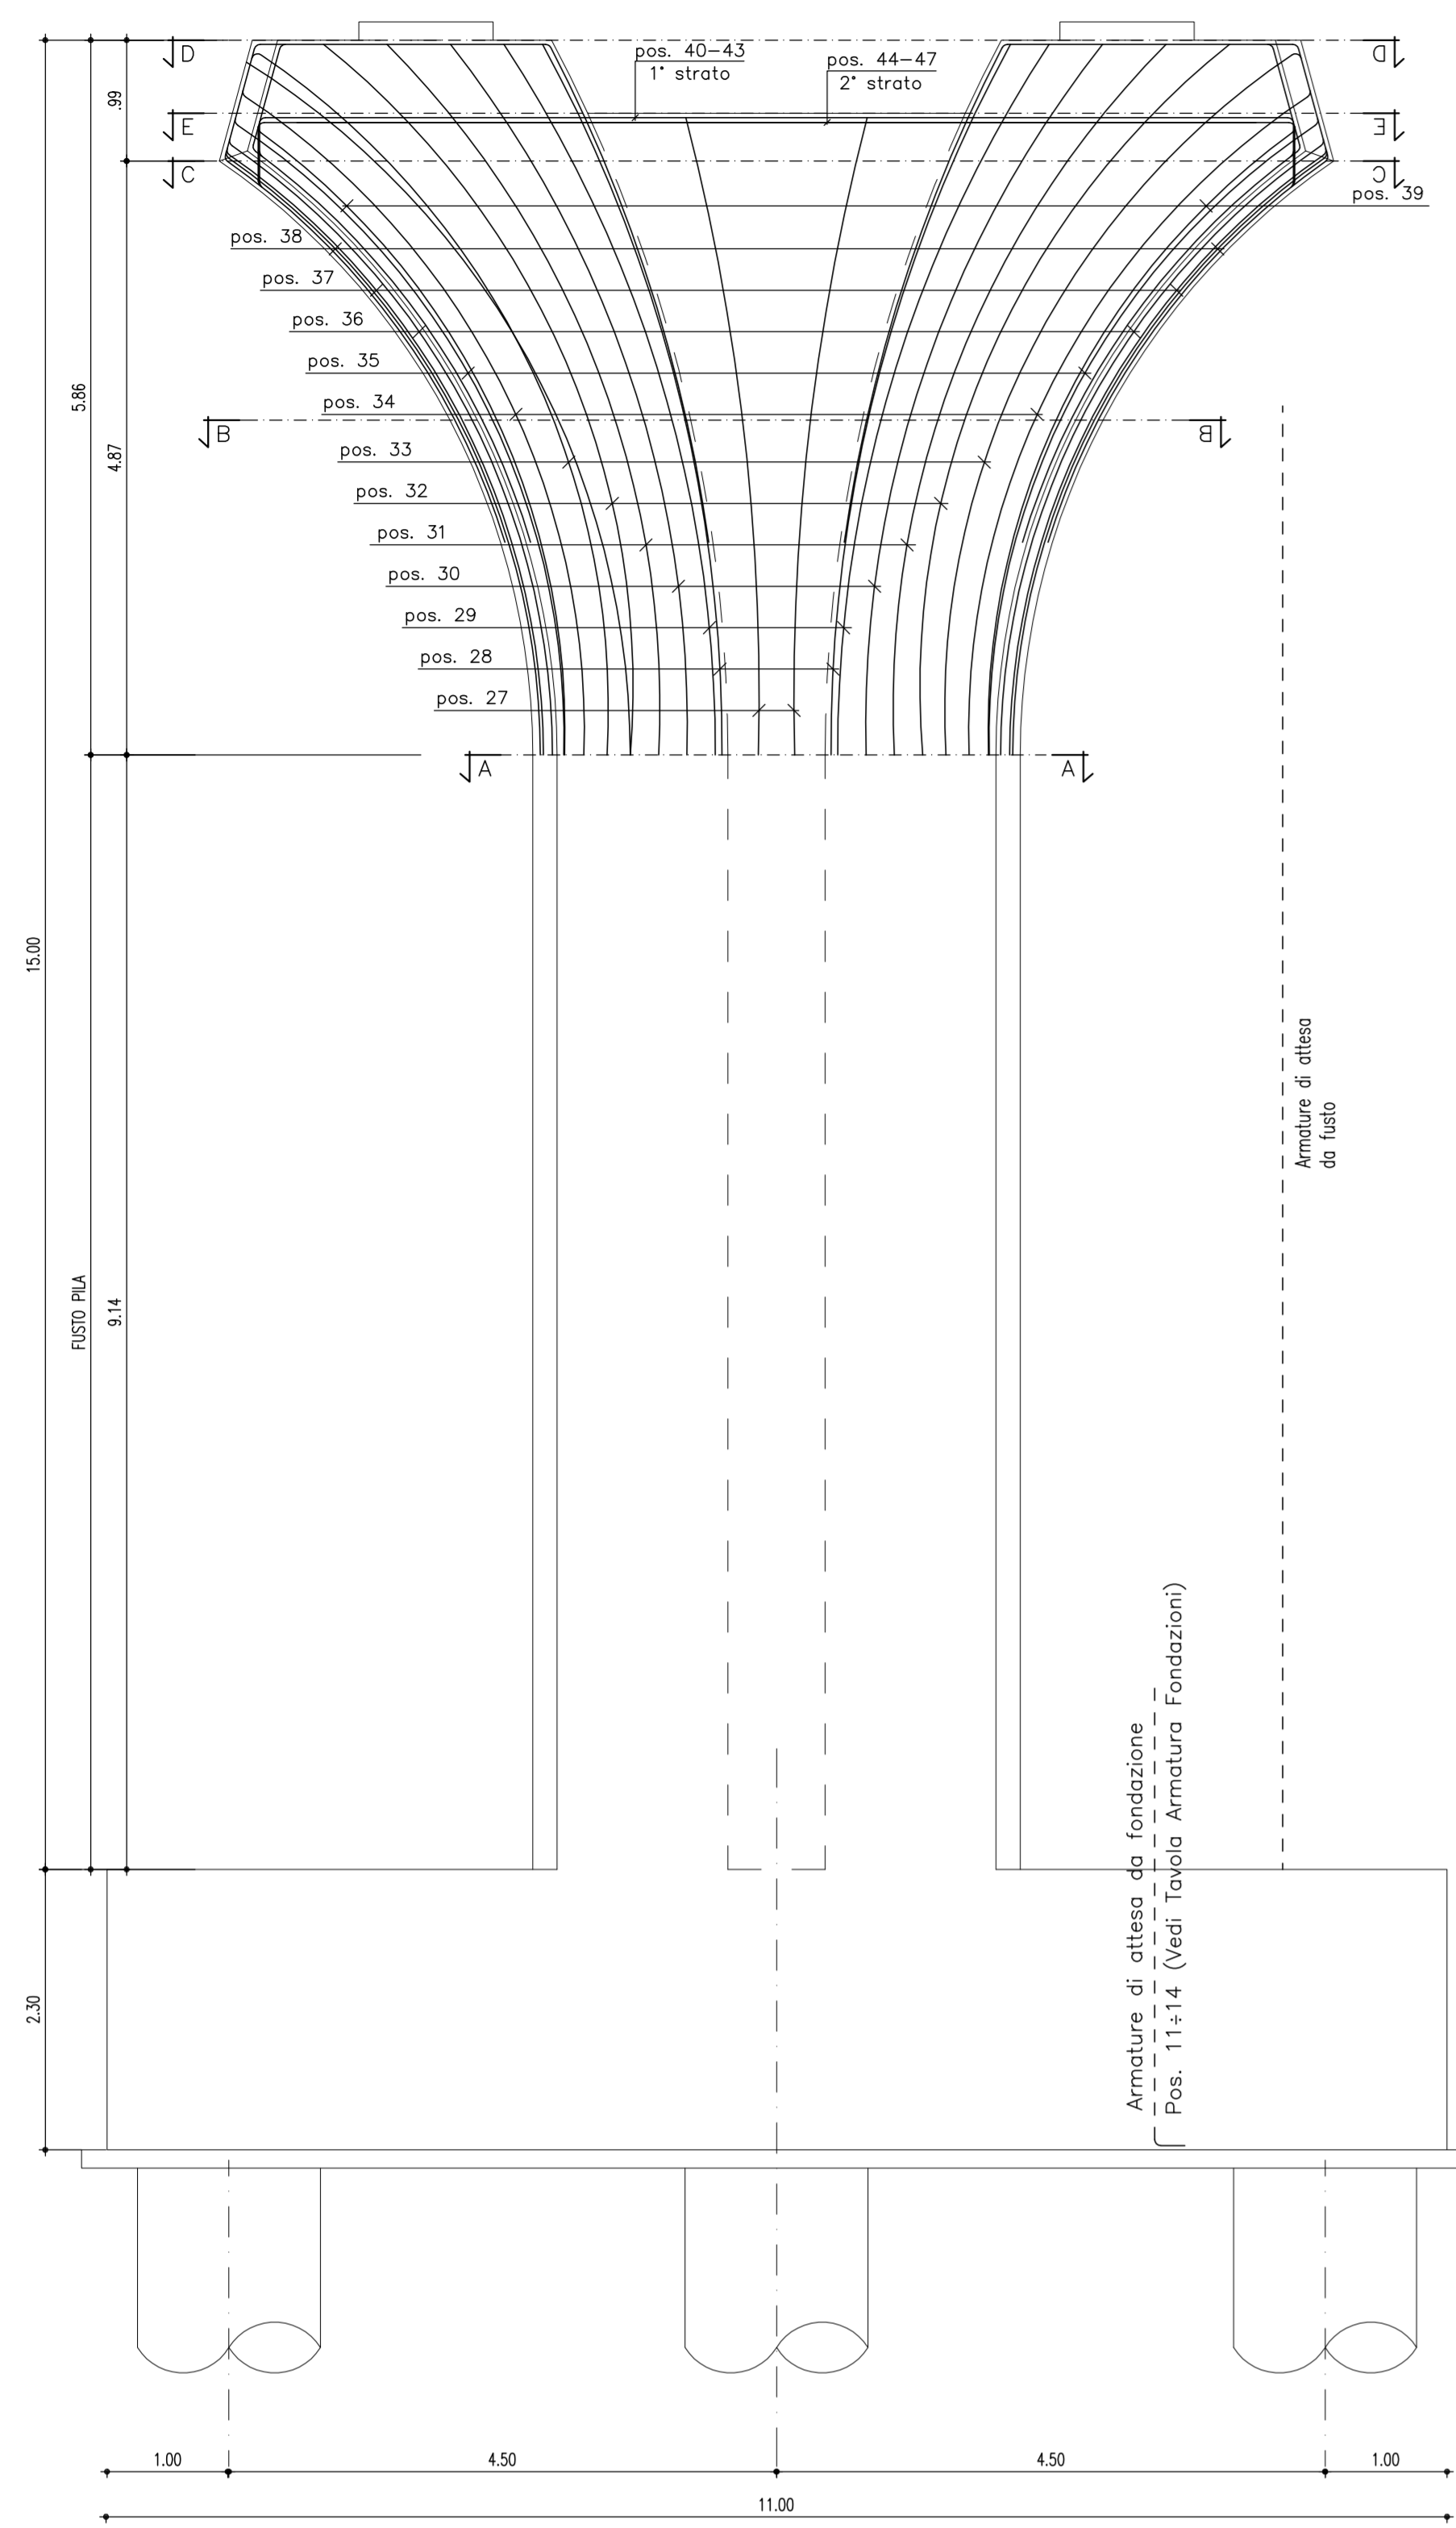 D
D
pos. 40-43
1° strato
pos. 44-47
2° strato
.99
E
E
C
C
pos. 39
pos. 38
pos. 37
pos. 36
pos. 35
5.86
pos. 34
B
B
4.87
pos. 33
pos. 32
pos. 31
pos. 30
pos. 29
pos. 28
pos. 27
A
A
15.00
Armature di attesa
da fusto
FUSTO PILA
9.14
Armature di attesa da fondazione
Pos. 11÷14 (Vedi Tavola Armatura Fondazioni)
2.30
1.00
4.50
4.50
1.00
11.00